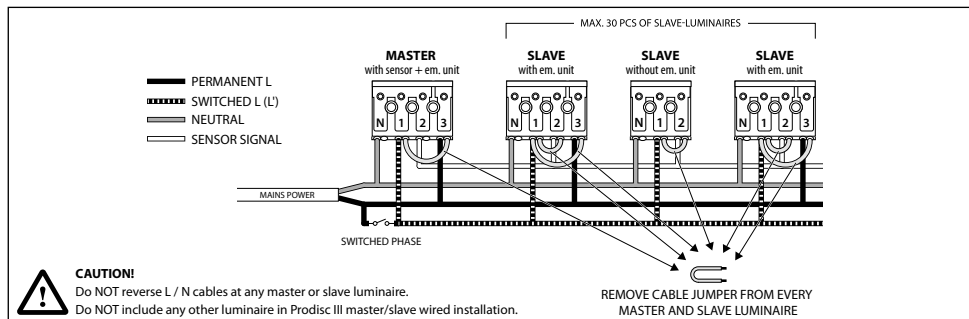 MAX. 30 PCS OF SLAVE-LUMINAIRES
MASTER
with sensor + em. unit
SLAVE
with em. unit
SLAVE
without em. unit
SLAVE
with em. unit
PERMANENT L
SWITCHED L (L')
NEUTRAL
SENSOR SIGNAL
N 1 2 3
N 1 2 3
N 1 2
N 1 2 3
MAINS POWER
SWITCHED PHASE
CAUTION!
Do NOT reverse L / N cables at any master or slave luminaire.
Do NOT include any other luminaire in Prodisc III master/slave wired installation.
REMOVE CABLE JUMPER FROM EVERY
MASTER AND SLAVE LUMINAIRE